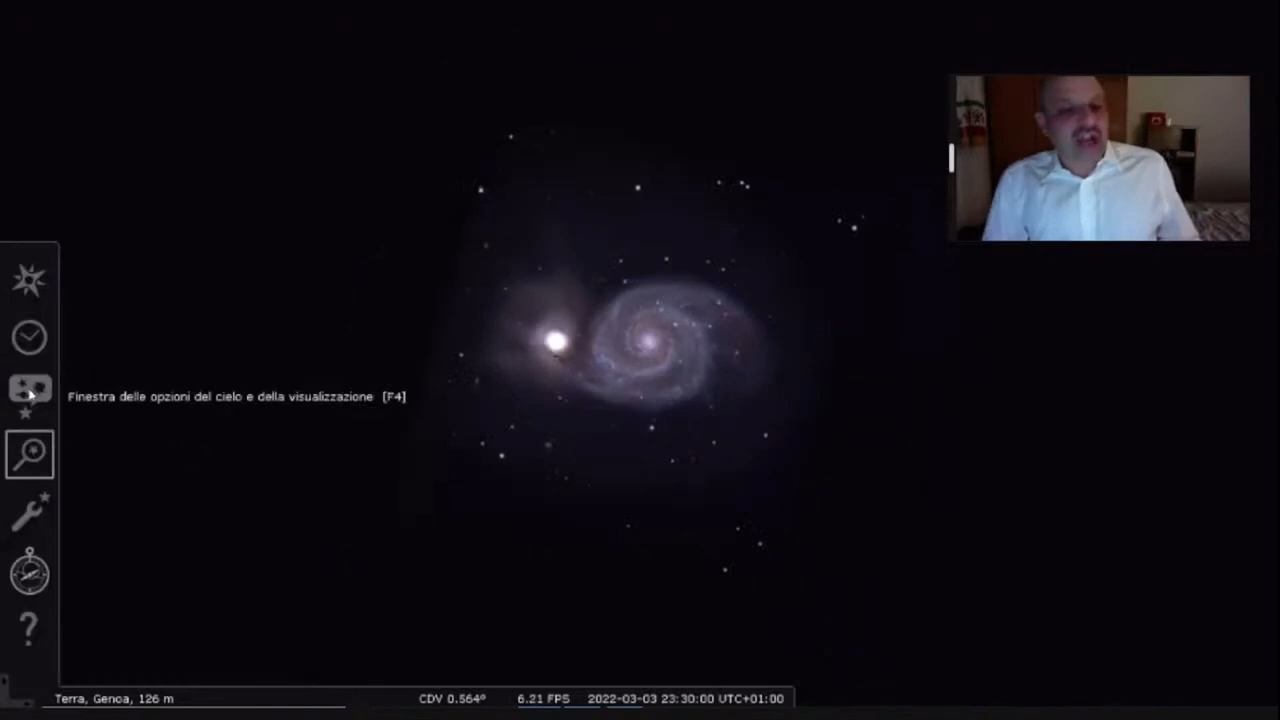 Finestra delle opzioni del cielo e della visualizzazione [F4]
Terra, Genoa, 126 m CDV 0.564° 6.21 FPS 2022-03-03 23:30:00 UTC+01:00